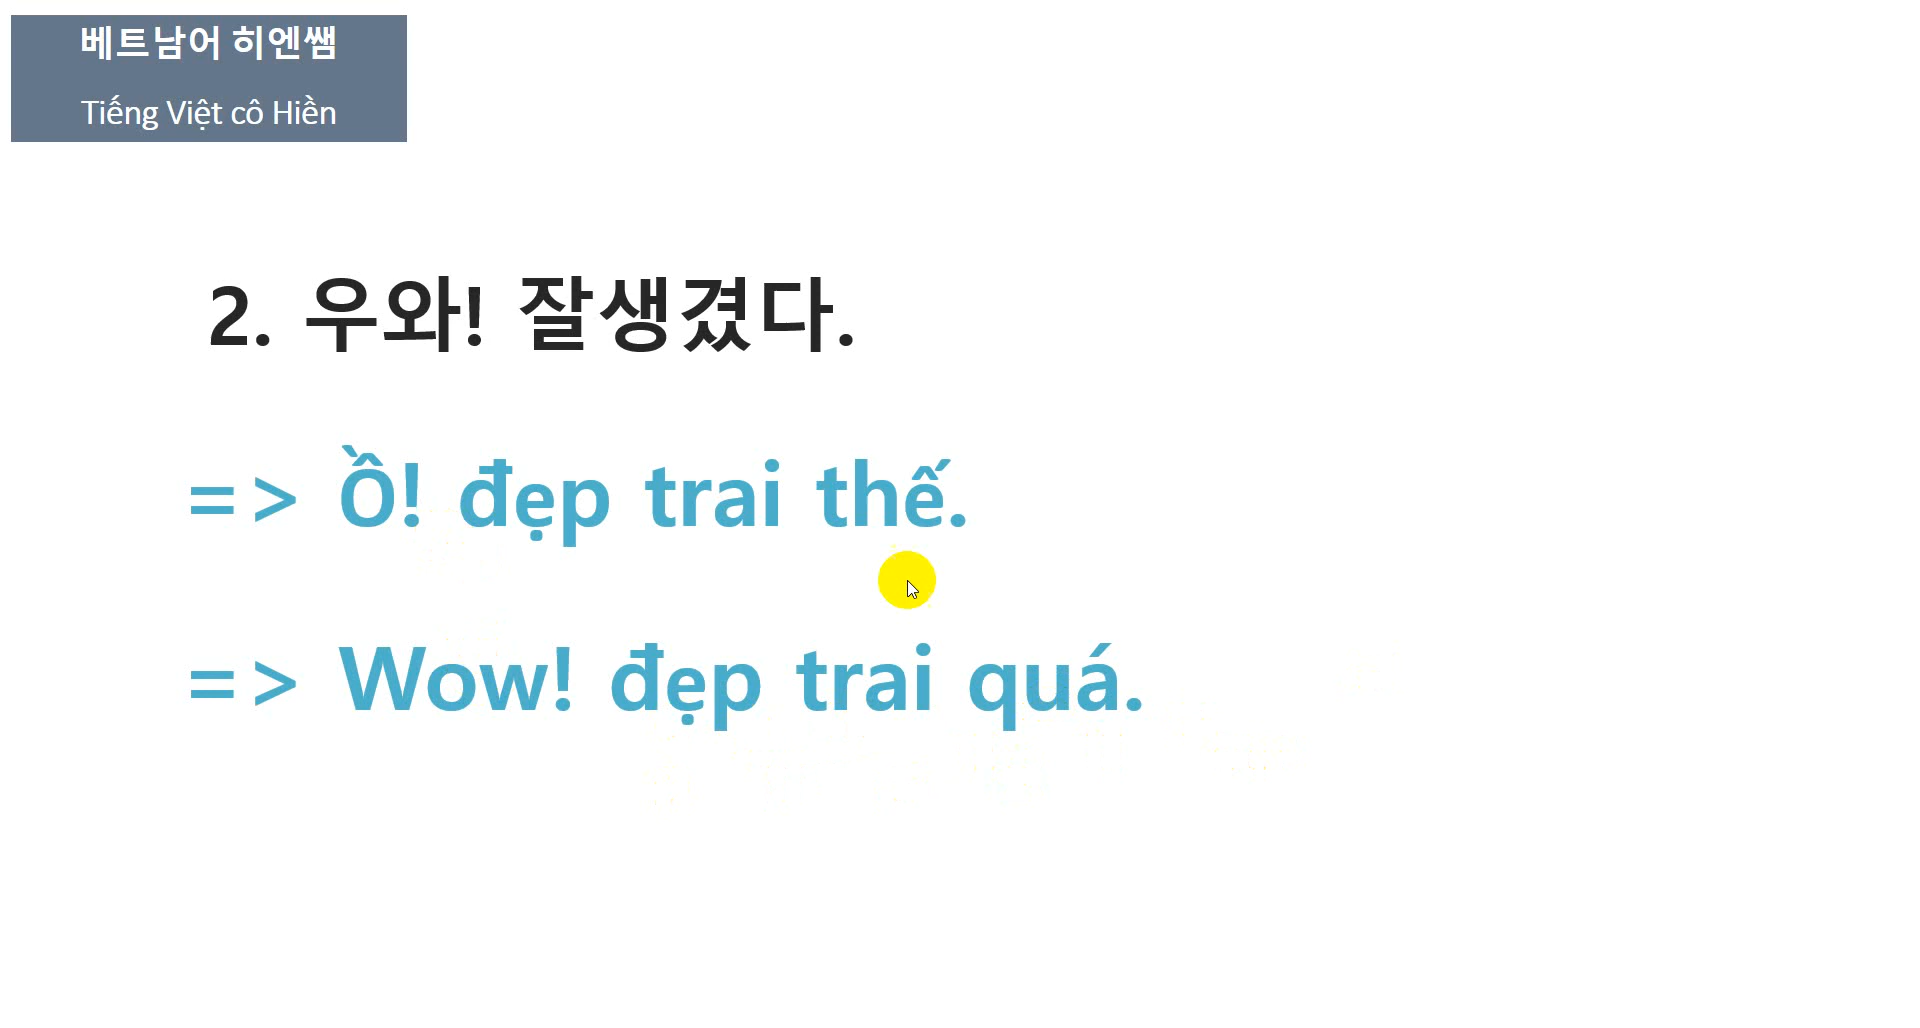 베트남어 히엔쌤
Tiếng Việt cô Hiền
2. 우와! 잘생겼다.
=> Ồ! đẹp trai thế.
=> Wow! đẹp trai quá.